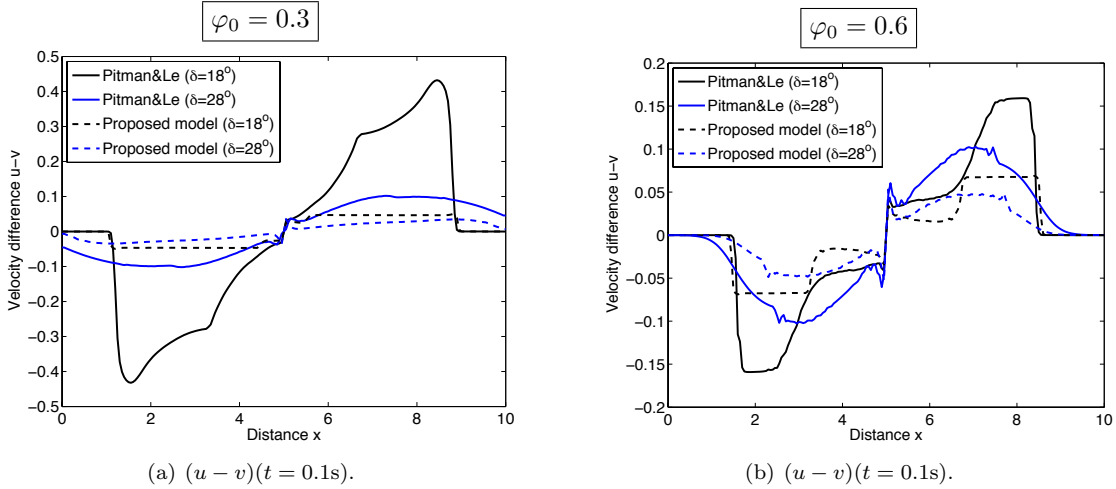 φ₀ = 0.3
Velocity difference u−v
0.5
0.4
0.3
0.2
0.1
0
−0.1
−0.2
−0.3
−0.4
−0.5
Pitman&Le (δ=18°)
Pitman&Le (δ=28°)
Proposed model (δ=18°)
Proposed model (δ=28°)
0 2 4 6 8 10
Distance x
(a) (u − v)(t = 0.1s).
φ₀ = 0.6
Velocity difference u−v
0.2
0.15
0.1
0.05
0
−0.05
−0.1
−0.15
−0.2
Pitman&Le (δ=18°)
Pitman&Le (δ=28°)
Proposed model (δ=18°)
Proposed model (δ=28°)
0 2 4 6 8 10
Distance x
(b) (u − v)(t = 0.1s).